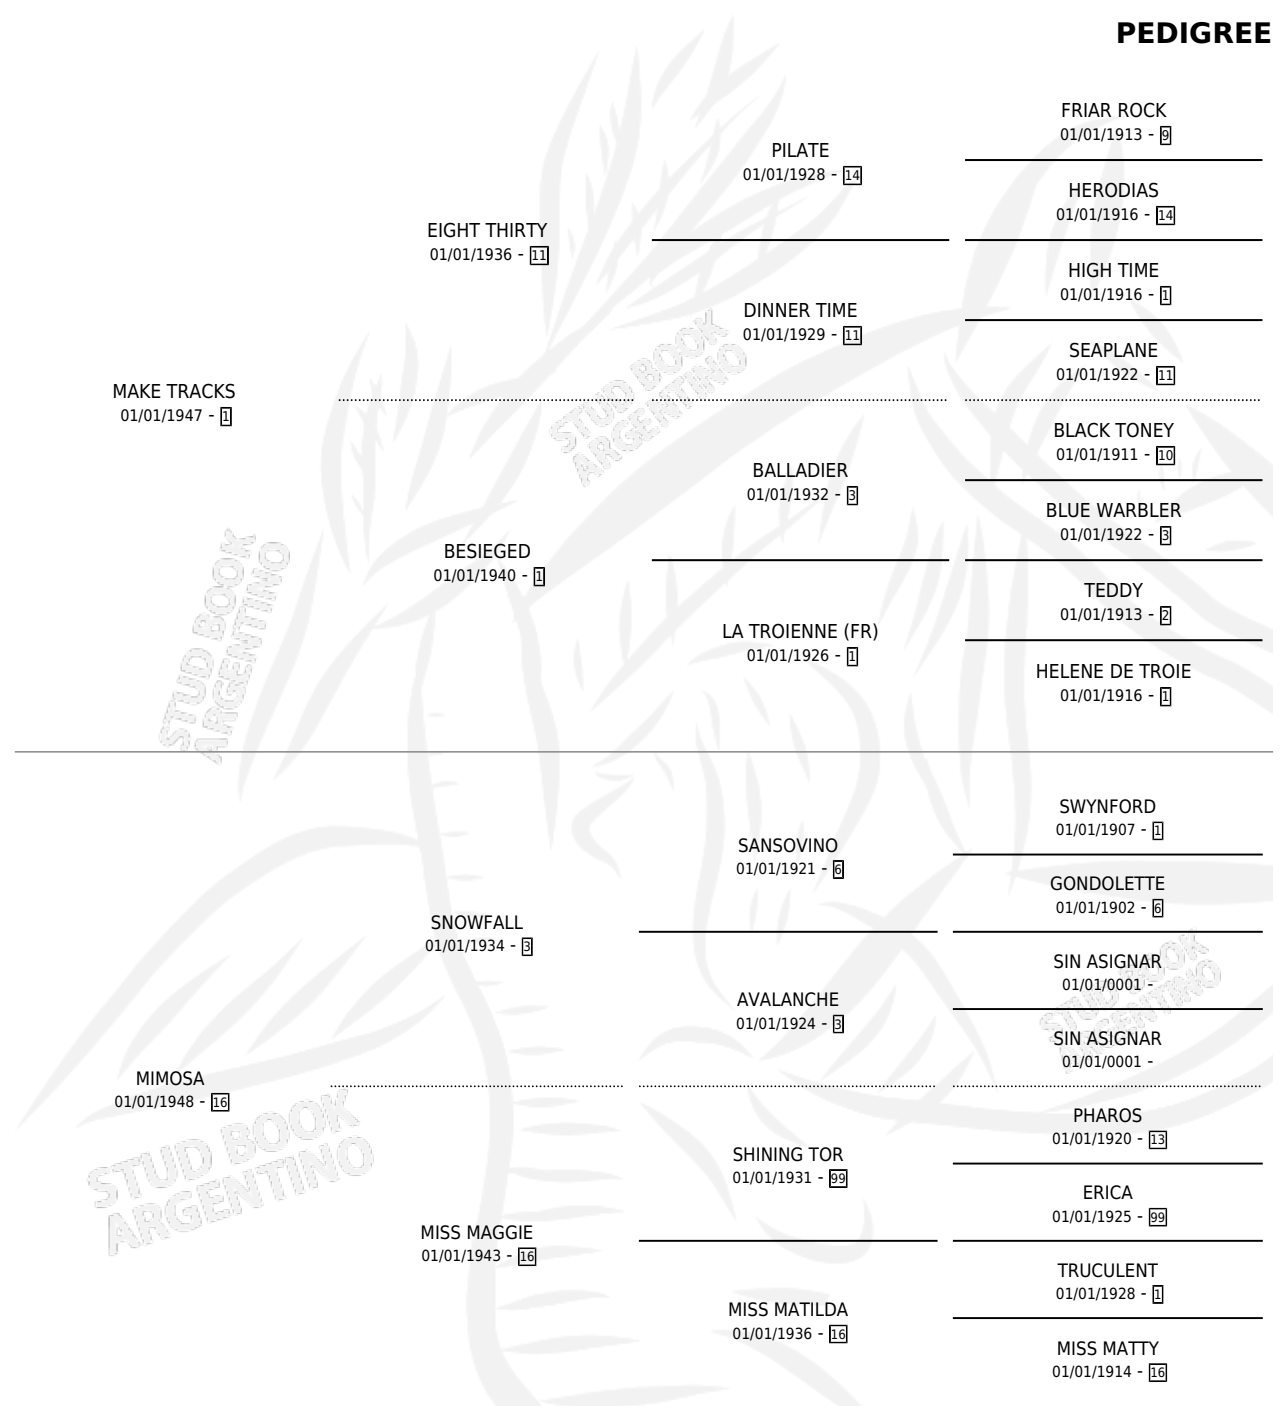 PEDIGREE
FRIAR ROCK
01/01/1913 - 9
PILATE
01/01/1928 - 14
HERODIAS
01/01/1916 - 14
EIGHT THIRTY
01/01/1936 - 11
HIGH TIME
01/01/1916 - 1
DINNER TIME
01/01/1929 - 11
SEAPLANE
01/01/1922 - 11
MAKE TRACKS
01/01/1947 - 1
BLACK TONEY
01/01/1911 - 10
BALLADIER
01/01/1932 - 3
BLUE WARBLER
01/01/1922 - 3
BESIEGED
01/01/1940 - 1
TEDDY
01/01/1913 - 2
LA TROIENNE (FR)
01/01/1926 - 1
HELENE DE TROIE
01/01/1916 - 1
SWYNFORD
01/01/1907 - 1
SANSOVINO
01/01/1921 - 6
GONDOLETTE
01/01/1902 - 6
SNOWFALL
01/01/1934 - 3
SIN ASIGNAR
01/01/0001 -
AVALANCHE
01/01/1924 - 3
SIN ASIGNAR
01/01/0001 -
MIMOSA
01/01/1948 - 16
PHAROS
01/01/1920 - 13
SHINING TOR
01/01/1931 - 99
ERICA
01/01/1925 - 99
MISS MAGGIE
01/01/1943 - 16
TRUCULENT
01/01/1928 - 1
MISS MATILDA
01/01/1936 - 16
MISS MATTY
01/01/1914 - 16
STUD BOOK
ARGENTINO
STUD BOOK
ARGENTINO
STUD BOOK
ARGENTINO
STUD BOOK
ARGENTINO